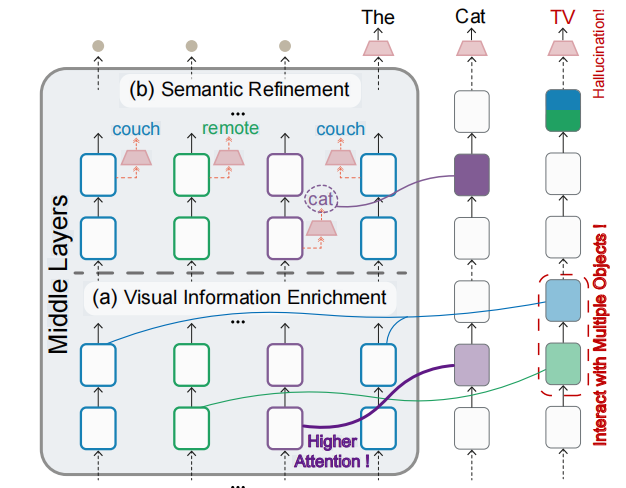 The Cat TV
Hallucination!
(b) Semantic Refinement
...
couch remote couch
cat
Middle Layers
(a) Visual Information Enrichment
...
Interact with Multiple Objects !
Higher
Attention !
...